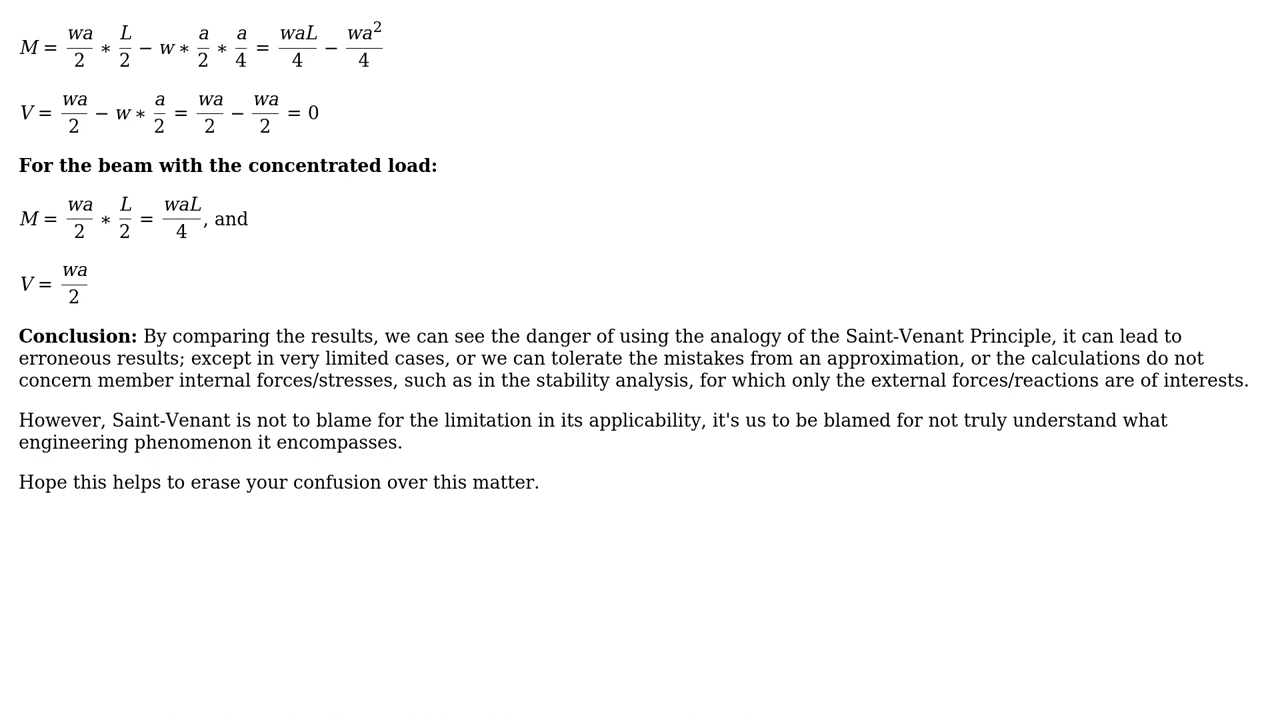 M = wa/2 ∗ L/2 − w ∗ a/2 ∗ a/4 = waL/4 − wa²/4
V = wa/2 − w ∗ a/2 = wa/2 − wa/2 = 0
For the beam with the concentrated load:
M = wa/2 ∗ L/2 = waL/4, and
V = wa/2
Conclusion: By comparing the results, we can see the danger of using the analogy of the Saint-Venant Principle, it can lead to
erroneous results; except in very limited cases, or we can tolerate the mistakes from an approximation, or the calculations do not
concern member internal forces/stresses, such as in the stability analysis, for which only the external forces/reactions are of interests.
However, Saint-Venant is not to blame for the limitation in its applicability, it's us to be blamed for not truly understand what
engineering phenomenon it encompasses.
Hope this helps to erase your confusion over this matter.